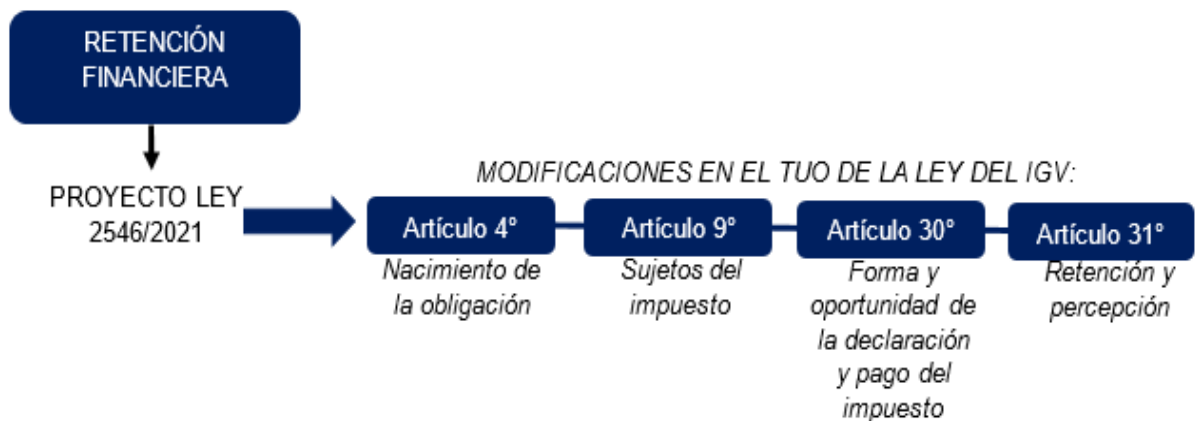 RETENCIÓN
FINANCIERA
PROYECTO LEY
2546/2021
MODIFICACIONES EN EL TUO DE LA LEY DEL IGV:
Artículo 4°
Nacimiento de
la obligación
Artículo 9°
Sujetos del
impuesto
Artículo 30°
Forma y
oportunidad de
la declaración
y pago del
impuesto
Artículo 31°
Retención y
percepción